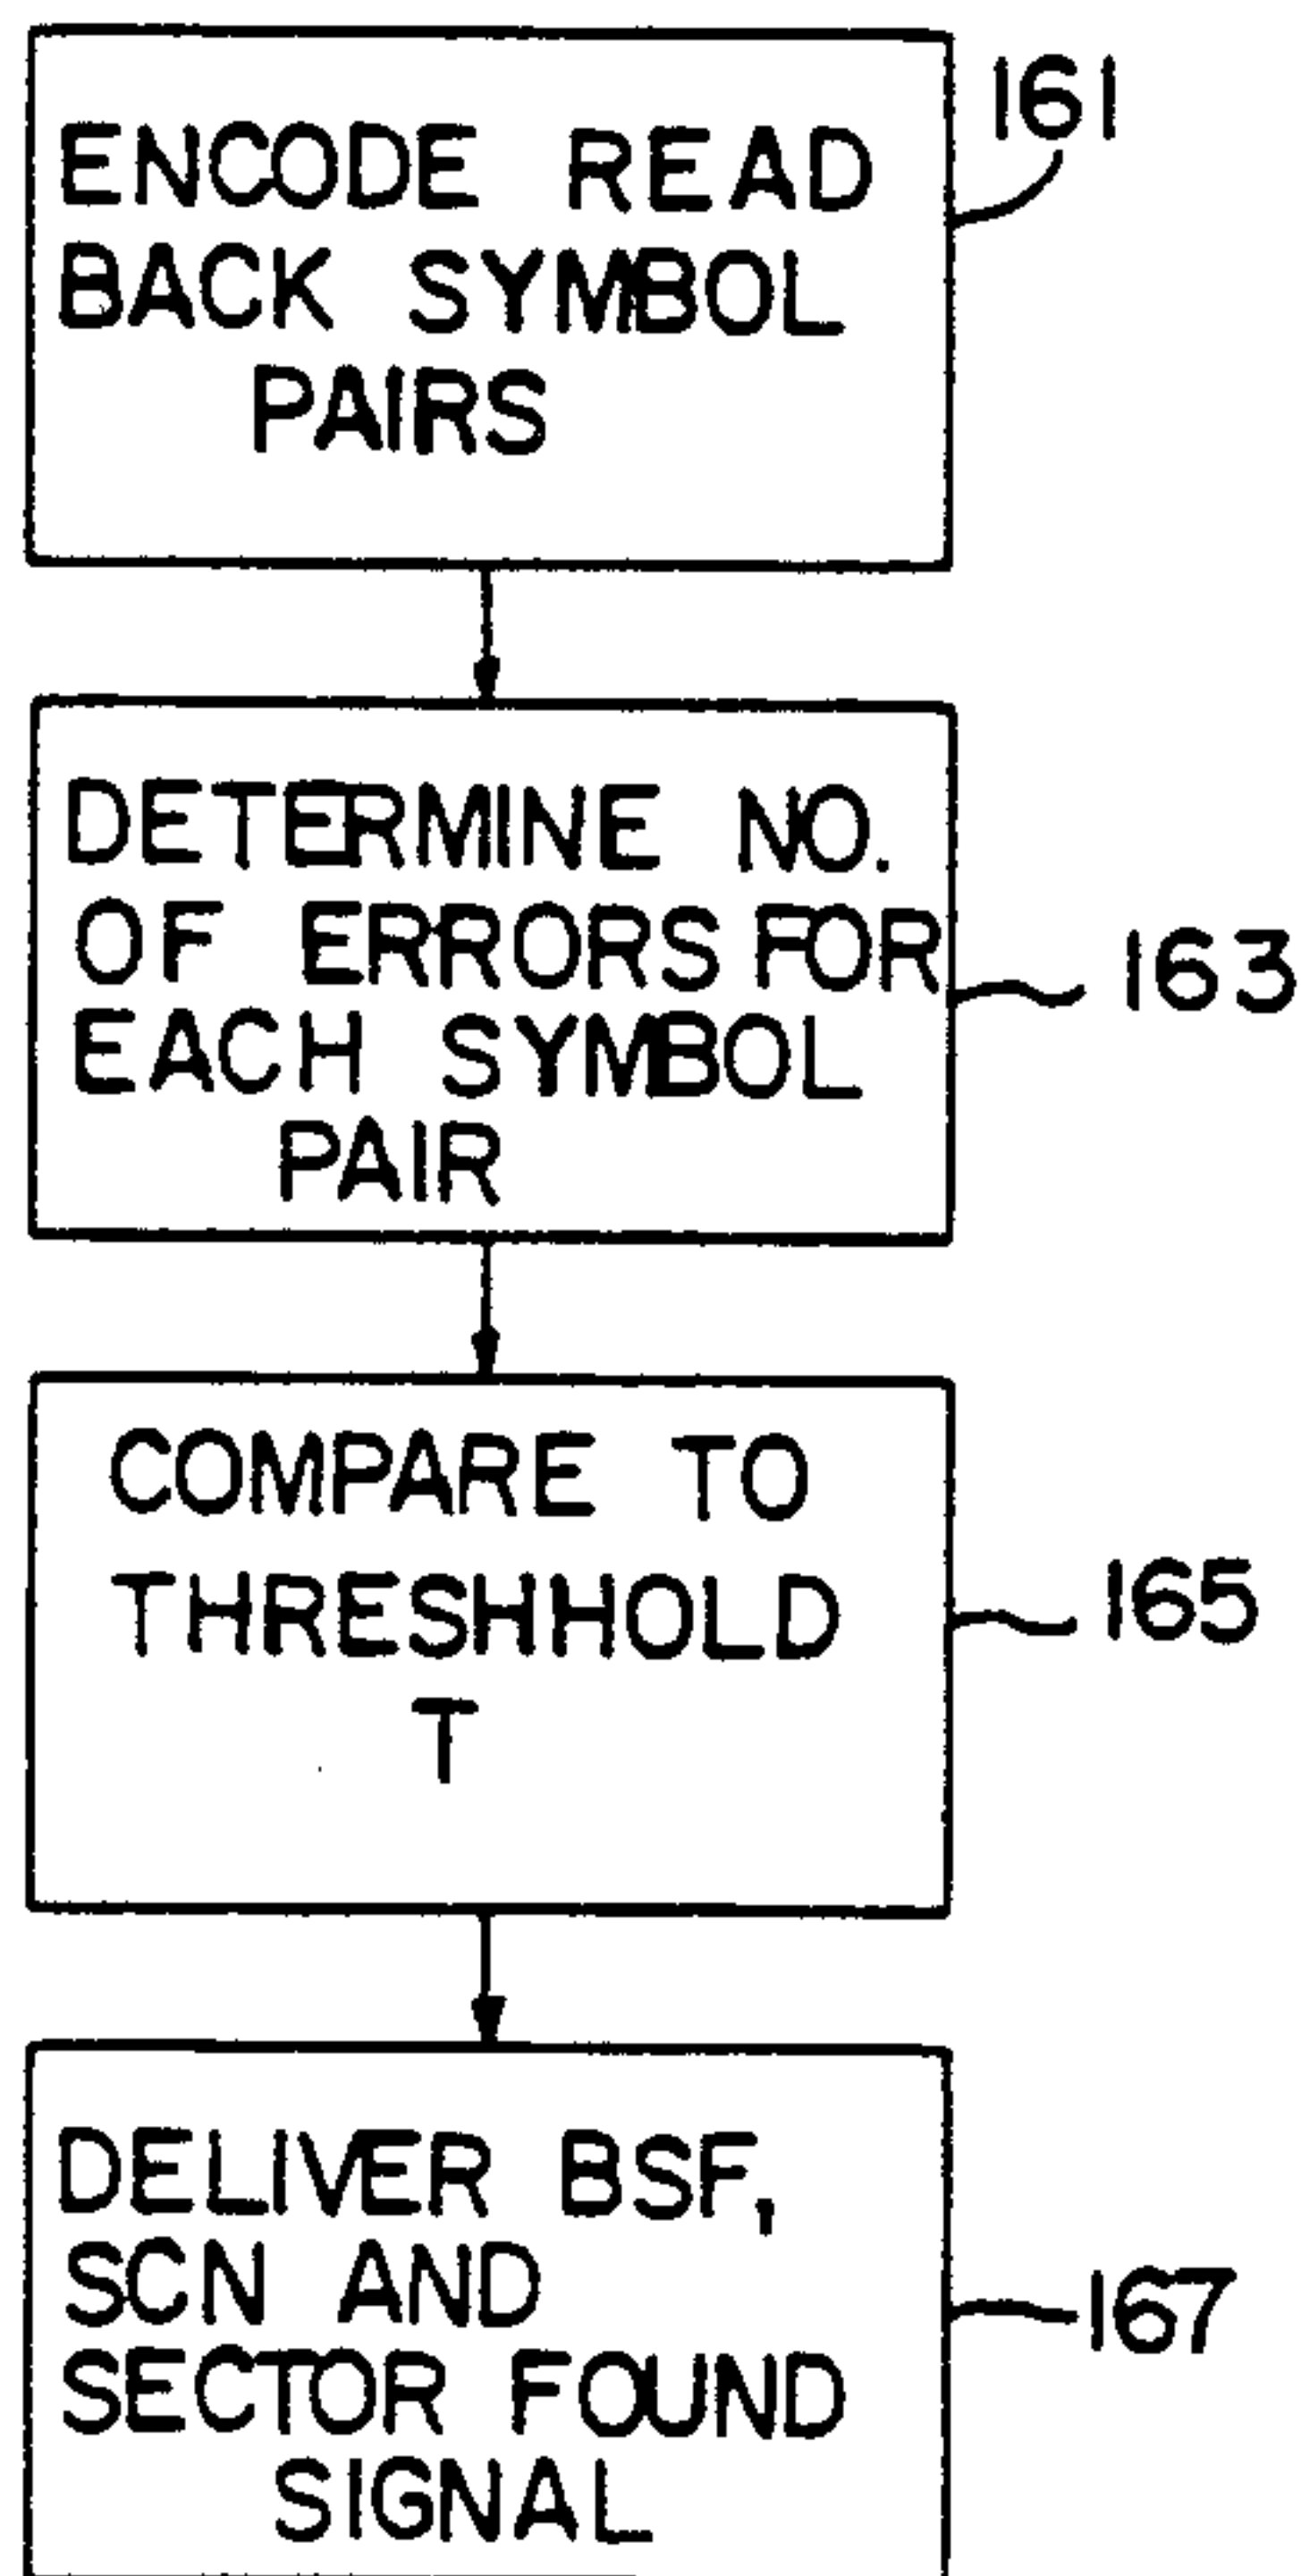 ENCODE READ
BACK SYMBOL
PAIRS
161
DETERMINE NO.
OF ERRORS FOR
EACH SYMBOL
PAIR
163
COMPARE TO
THRESHHOLD
T
165
DELIVER BSF,
SCN AND
SECTOR FOUND
SIGNAL
167